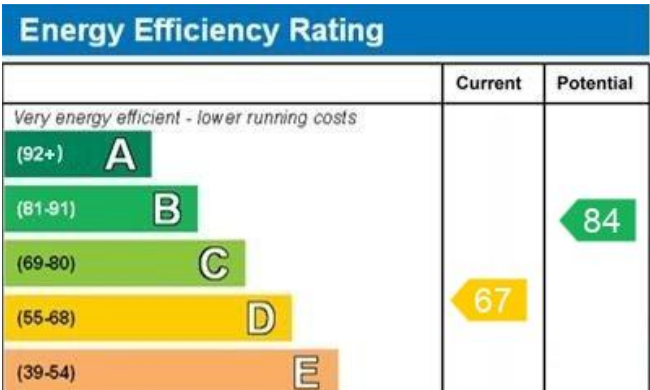 Energy Efficiency Rating
Current Potential
Very energy efficient - lower running costs
(92+) A
(81-91) B
84
(69-80) C
67
(55-68) D
(39-54) E